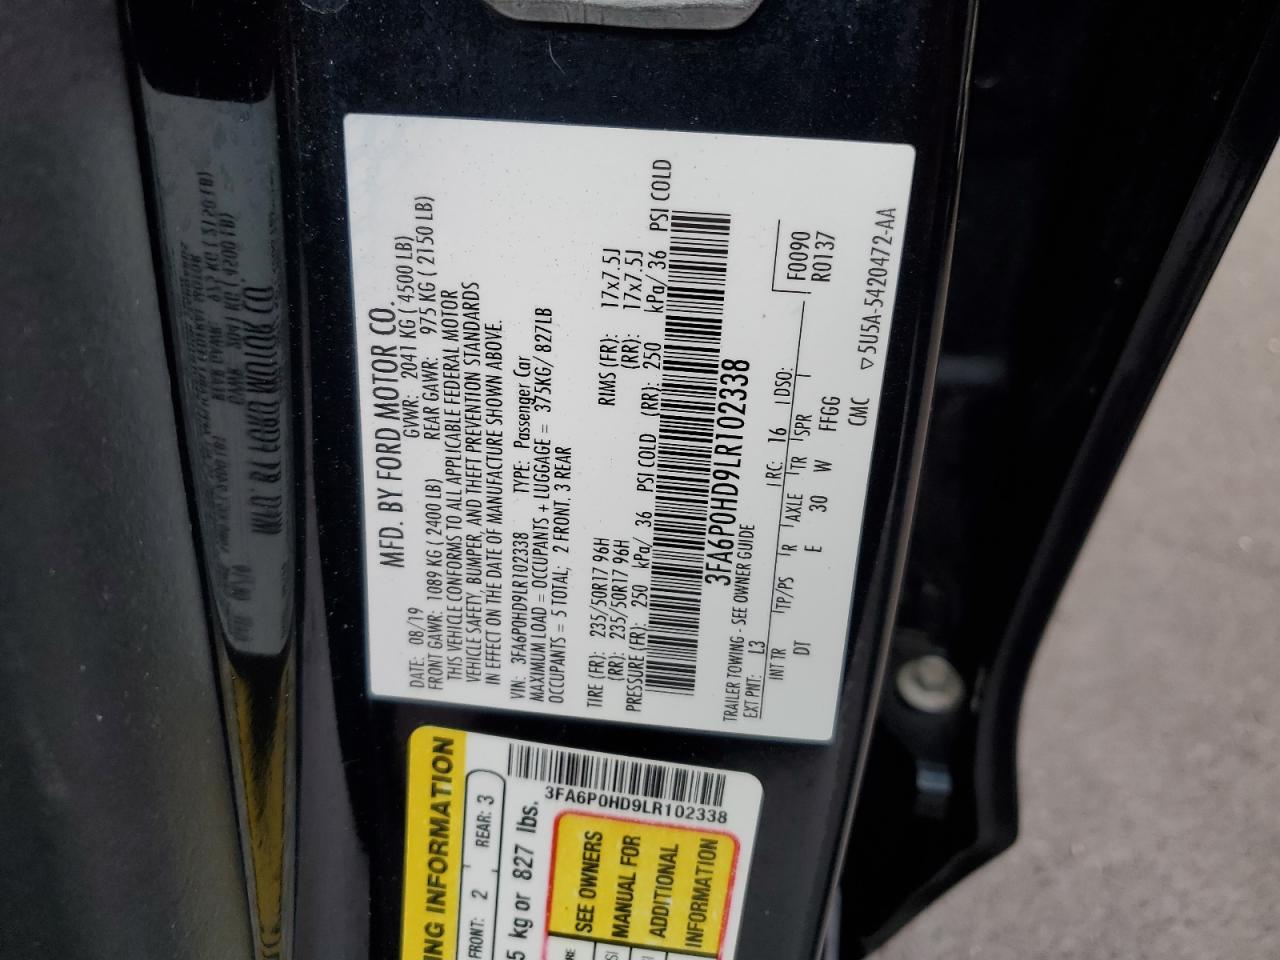 MFD. BY FORD MOTOR CO.
DATE: 08/19 GVWR: 2041 KG ( 4500 LB)
FRONT GAWR: 1089 KG ( 2400 LB) REAR GAWR: 975 KG ( 2150 LB)
THIS VEHICLE CONFORMS TO ALL APPLICABLE FEDERAL MOTOR
VEHICLE SAFETY, BUMPER, AND THEFT PREVENTION STANDARDS
IN EFFECT ON THE DATE OF MANUFACTURE SHOWN ABOVE.
VIN: 3FA6P0HD9LR102338 TYPE: Passenger Car
MAXIMUM LOAD = OCCUPANTS + LUGGAGE = 375KG/ 827LB
OCCUPANTS = 5 TOTAL; 2 FRONT. 3 REAR
TIRE (FR): 235/50R17 96H RIMS (FR): 17x7.5J
(RR): 235/50R17 96H (RR): 17x7.5J
PRESSURE (FR): 250 kPa/ 36 PSI COLD (RR): 250 kPa/ 36 PSI COLD
3FA6P0HD9LR102338
TRAILER TOWING - SEE OWNER GUIDE
EXT PNT: L3 RC: 16 DSO: F0090
R0137
INT TR TP/PS R AXLE TR SPR
DT E 30 W FFGG
CMC
▽5U5A-5420472-AA
ING INFORMATION
FRONT: 2 REAR: 3
5 kg or 827 lbs.
3FA6P0HD9LR102338
SEE OWNERS
MANUAL FOR
ADDITIONAL
INFORMATION